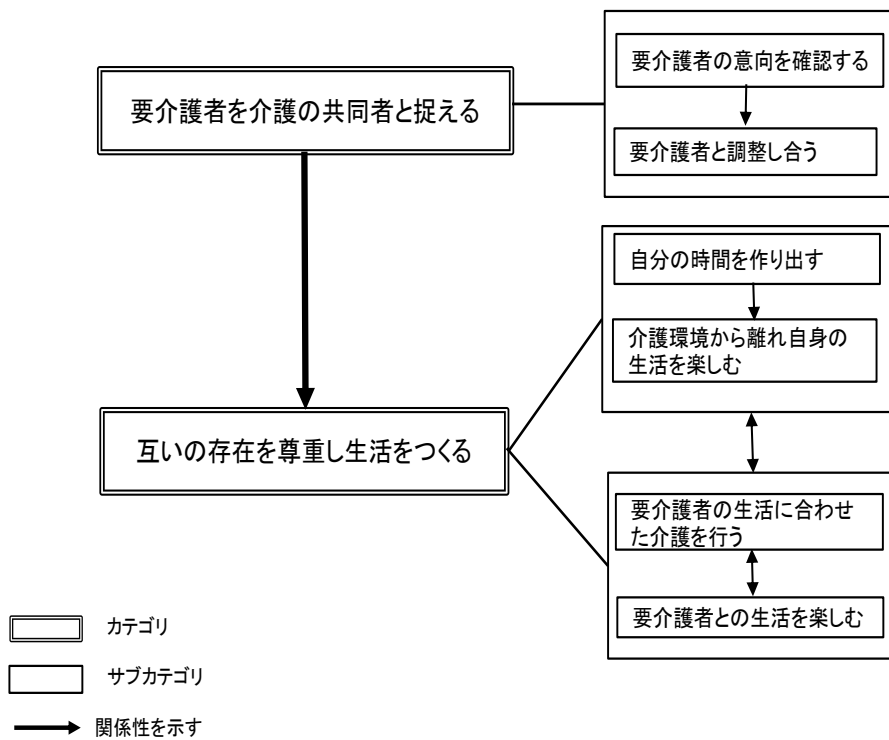 要介護者の意向を確認する
要介護者を介護の共同者と捉える
要介護者と調整し合う
自分の時間を作り出す
介護環境から離れ自身の
生活を楽しむ
互いの存在を尊重し生活をつくる
要介護者の生活に合わせ
た介護を行う
要介護者との生活を楽しむ
カテゴリ
サブカテゴリ
関係性を示す